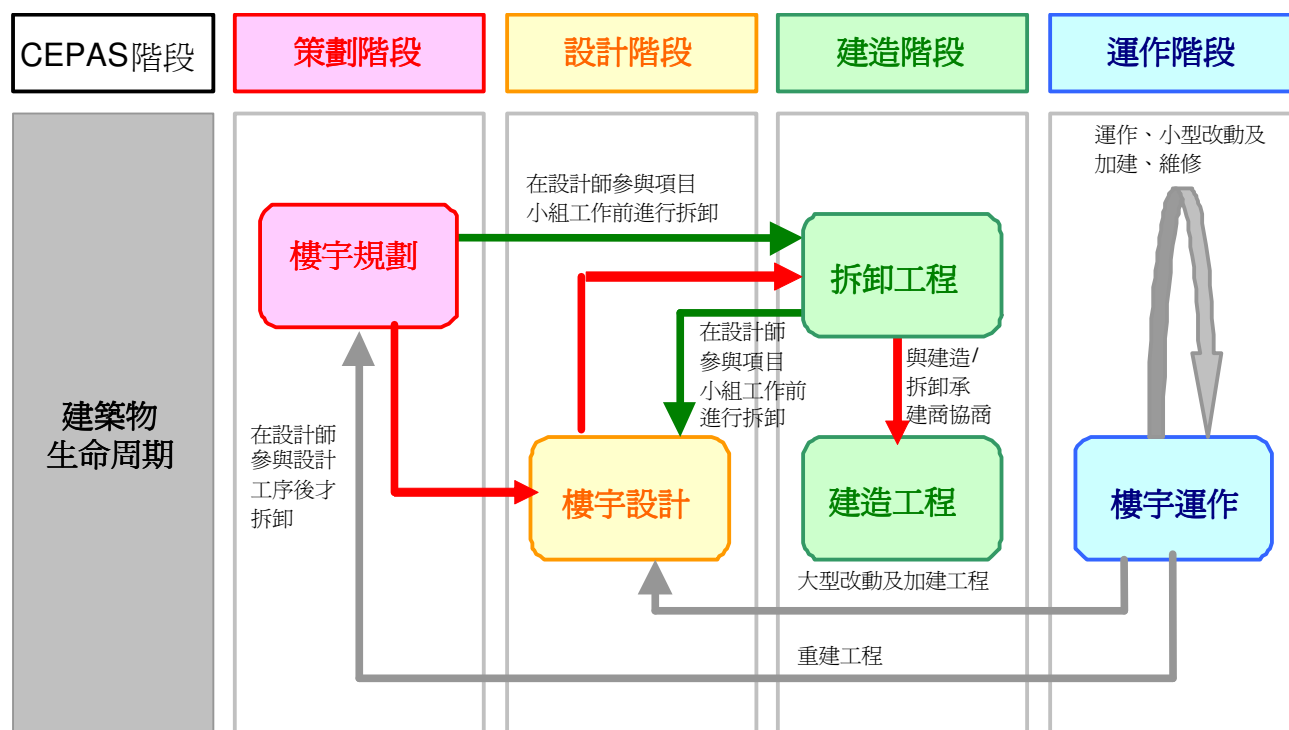 CEPAS階段
策劃階段
設計階段
建造階段
運作階段
運作、小型改動及
加建、維修
在設計師參與項目
小組工作前進行拆卸
樓宇規劃
拆卸工程
在設計師
參與項目
小組工作前
進行拆卸
與建造/
拆卸承
建商協商
建築物
生命周期
在設計師
參與設計
工序後才
拆卸
樓宇設計
建造工程
樓宇運作
大型改動及加建工程
重建工程